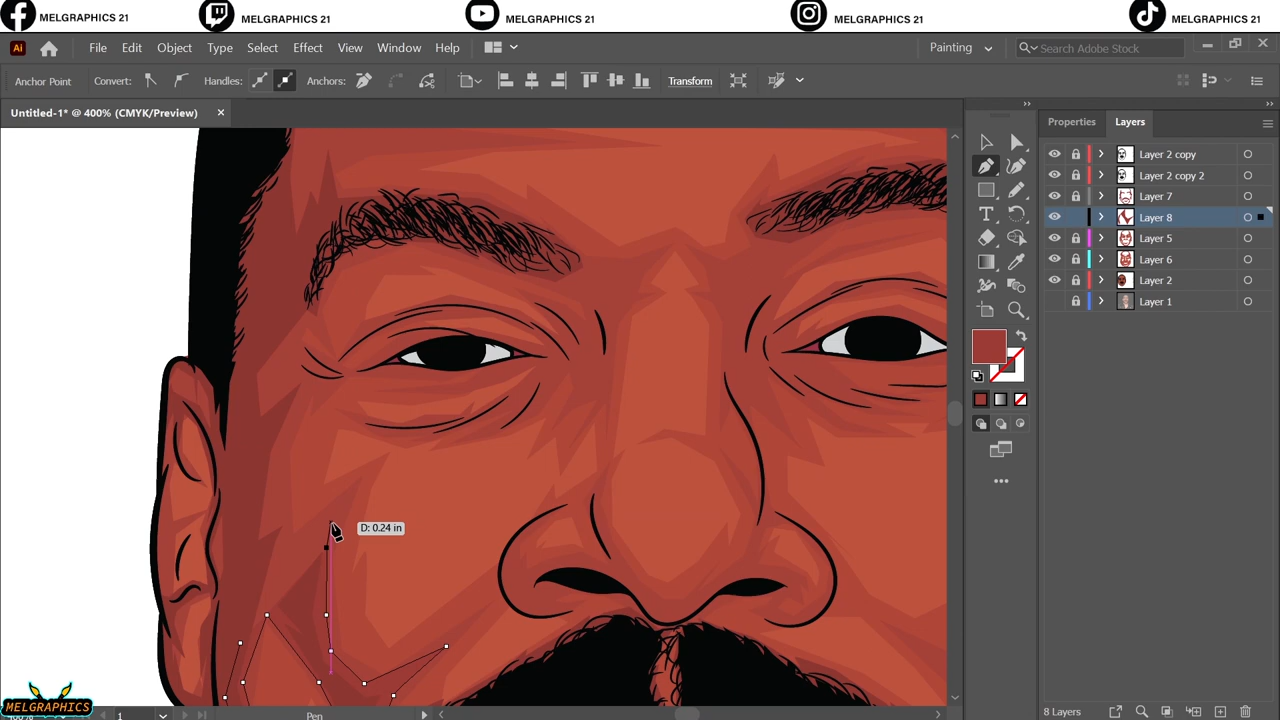 MELGRAPHICS 21 MELGRAPHICS 21 MELGRAPHICS 21 MELGRAPHICS 21 MELGRAPHICS 21
Ai File Edit Object Type Select Effect View Window Help Painting Search Adobe Stock
Anchor Point Convert: Handles: Anchors: Transform
Untitled-1* @ 400% (CMYK/Preview)
Properties Layers
Layer 2 copy
Layer 2 copy 2
Layer 7
Layer 8
Layer 5
Layer 6
Layer 2
Layer 1
D: 0.24 in
MELGRAPHICS
1 Pen 8 Layers